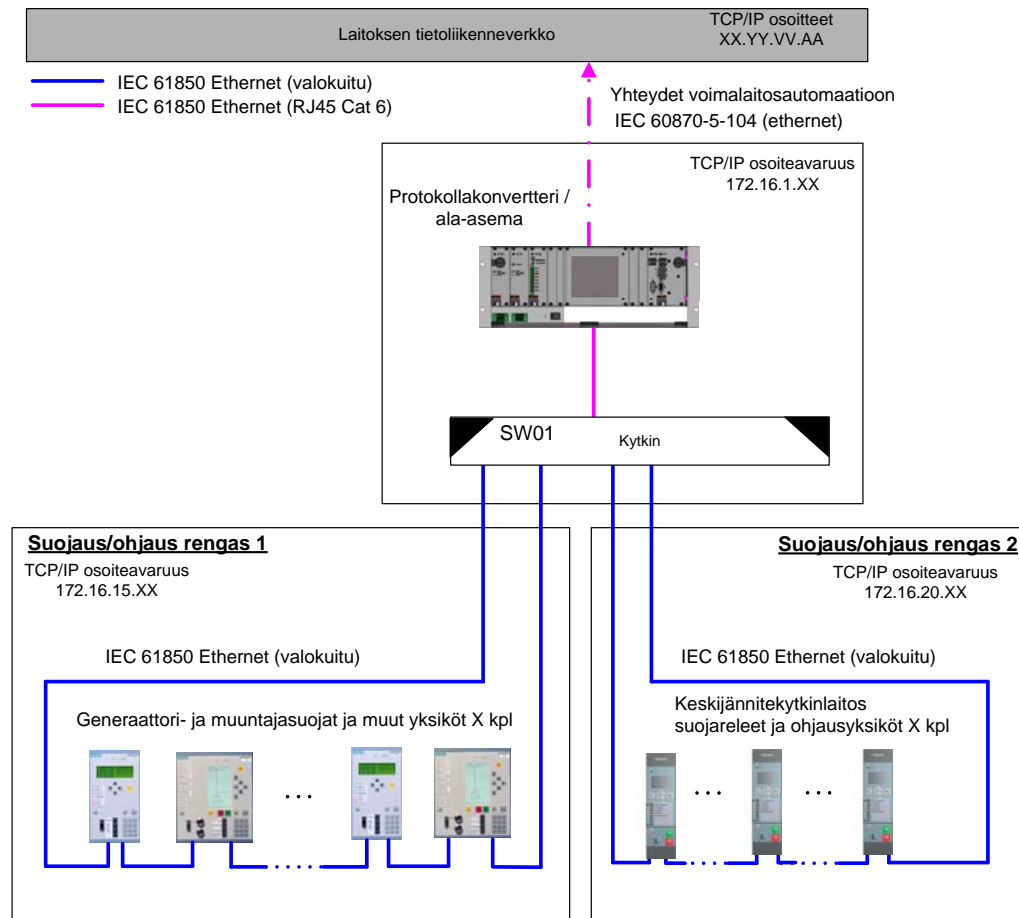 Laitoksen tietoliikenneverkko
TCP/IP osoitteet
XX.YY.VV.AA
IEC 61850 Ethernet (valokuitu)
IEC 61850 Ethernet (RJ45 Cat 6)
Yhteydet voimalaitosautomaatioon
IEC 60870-5-104 (ethernet)
TCP/IP osoiteavaruus
172.16.1.XX
Protokollakonvertteri /
ala-asema
SW01
Kytkin
Suojaus/ohjaus rengas 1
TCP/IP osoiteavaruus
172.16.15.XX
IEC 61850 Ethernet (valokuitu)
Generaattori- ja muuntajasuojat ja muut yksiköt X kpl
...
Suojaus/ohjaus rengas 2
TCP/IP osoiteavaruus
172.16.20.XX
IEC 61850 Ethernet (valokuitu)
Keskijännitekytkinlaitos
suojareleet ja ohjausyksiköt X kpl
... ...